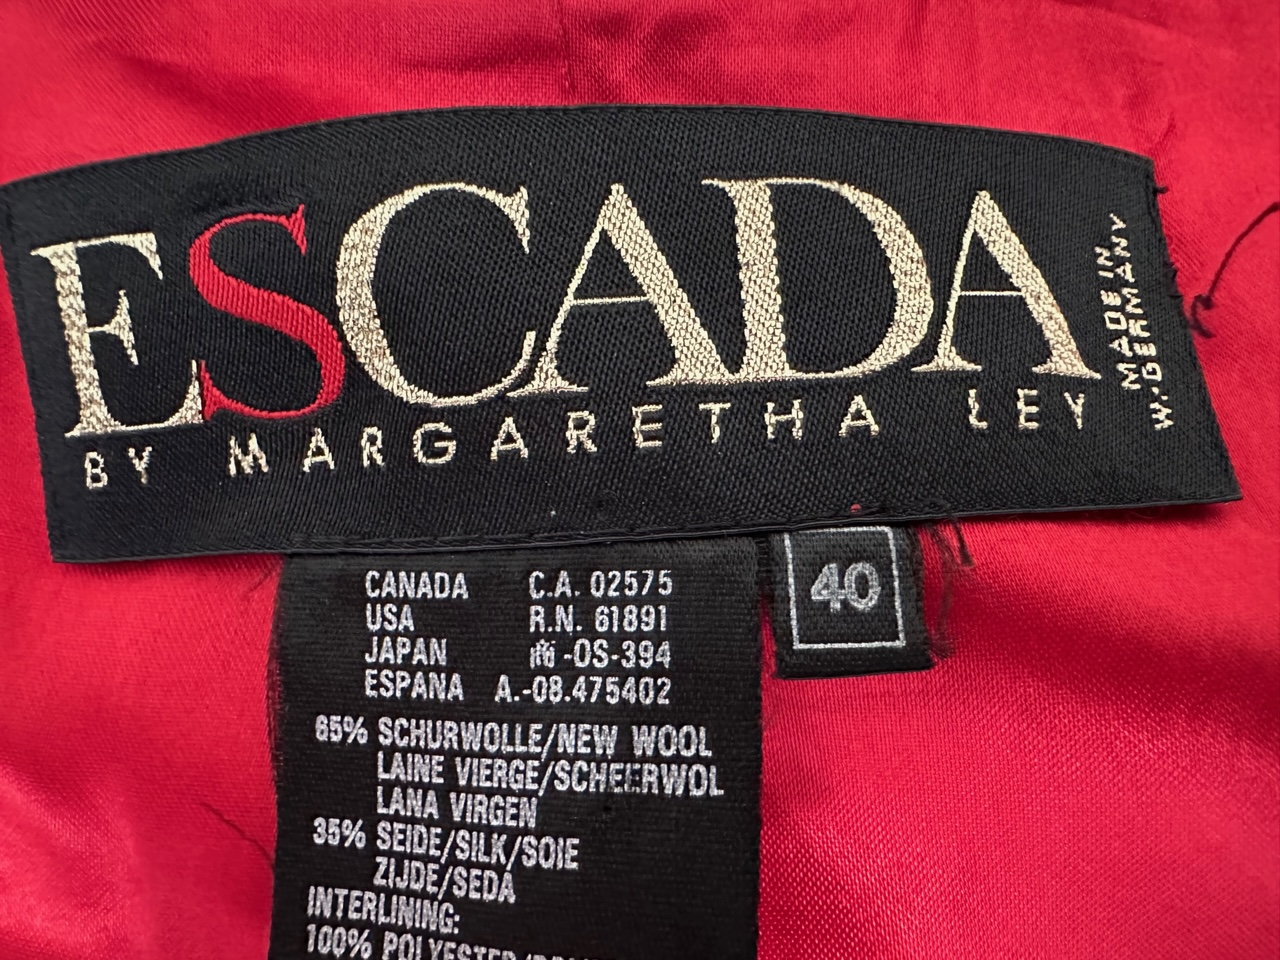 ESCADA
BY MARGARETHA LEY
MADE IN
W. GERMANY
40
CANADA C.A. 02575
USA R.N. 61891
JAPAN -OS-394
ESPANA A.-08.475402
65% SCHURWOLLE/NEW WOOL
LAINE VIERGE/SCHEERWOL
LANA VIRGEN
35% SEIDE/SILK/SOIE
ZIJDE/SEDA
INTERLINING:
100%